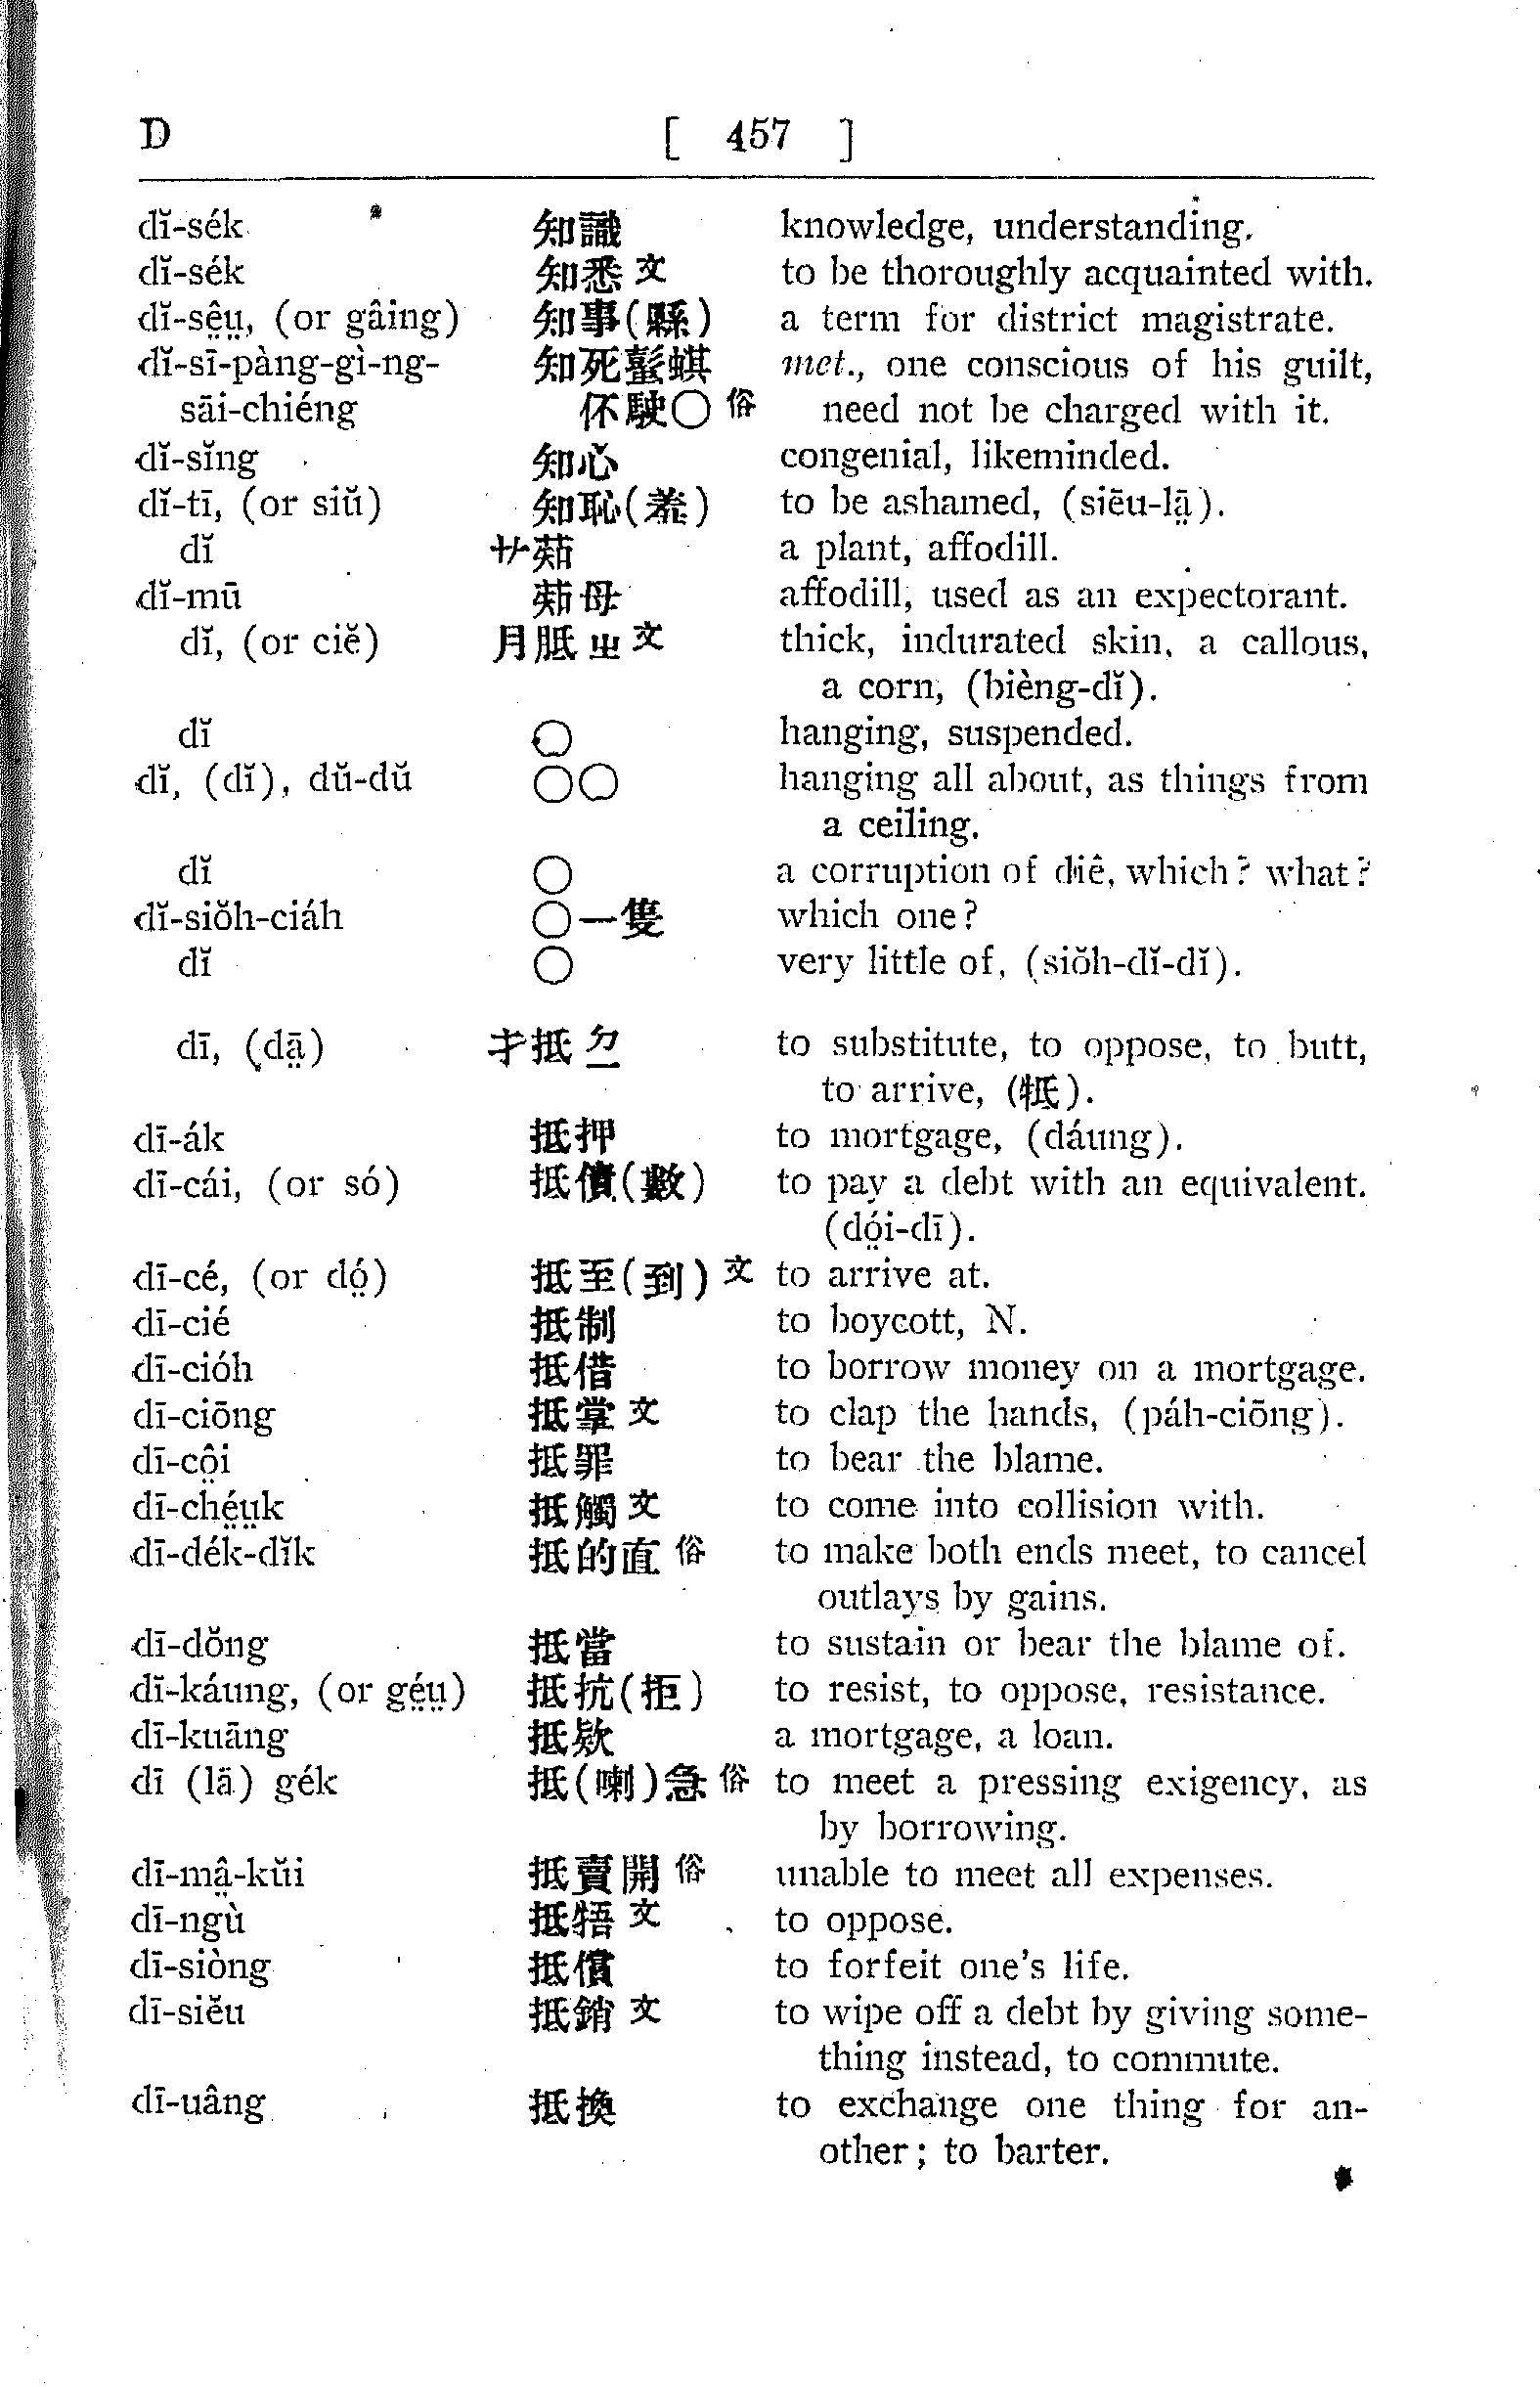 D [ 457 ]
dĭ-sék 知識 knowledge, understanding.
dĭ-sék 知悉 文 to be thoroughly acquainted with.
dĭ-sê̤ṳ, (or gâing) 知事(縣) a term for district magistrate.
dĭ-sī-pàng-gì-ng- 知死蟚蜞 met., one conscious of his guilt,
sāi-chiéng 伓駛〇 俗 need not be charged with it.
dĭ-sĭng 知心 congenial, likeminded.
dĭ-tī, (or siŭ) 知恥(羞) to be ashamed, (siēu-lā̤).
dĭ 艹蒘 a plant, affodill.
dĭ-mū 母 affodill, used as an expectorant.
dĭ, (or ciĕ) 月胝㞢 文 thick, indurated skin, a callous,
a corn, (bièng-dĭ).
dĭ 〇 hanging, suspended.
dĭ, (dĭ), dŭ-dŭ 〇〇 hanging all about, as things from
a ceiling.
dĭ 〇 a corruption of diê, which? what?
dĭ-siŏh-ciáh 〇一隻 which one?
dĭ 〇 very little of, (siŏh-dĭ-dĭ).
dī, (dā̤) 扌抵 to substitute, to oppose, to butt,
to arrive, (牴).
dī-ák 抵押 to mortgage, (dáung).
dī-cái, (or só) 抵債(數) to pay a debt with an equivalent.
(dó̤i-dī).
dī-cé, (or dó̤) 抵至(到) 文 to arrive at.
dī-cié 抵制 to boycott, N.
dī-cióh 抵借 to borrow money on a mortgage.
dī-ciōng 抵掌 文 to clap the hands, (páh-ciōng).
dī-cô̤i 抵罪 to bear the blame.
dī-ché̤ṳk 抵觸 文 to come into collision with.
dī-dék-dĭk 抵的直 俗 to make both ends meet, to cancel
outlays by gains.
dī-dŏng 抵當 to sustain or bear the blame of.
dī-káung, (or gé̤ṳ) 抵抗(拒) to resist, to oppose, resistance.
dī-kuāng 抵欵 a mortgage, a loan.
dī (lā) gék 抵(喇)急 俗 to meet a pressing exigency, as
by borrowing.
dī-mâ̤-kŭi 抵賣開 俗 unable to meet all expenses.
dī-ngù 抵牾 文 to oppose.
dī-siòng 抵償 to forfeit one's life.
dī-siĕu 抵銷 文 to wipe off a debt by giving some-
thing instead, to commute.
dī-uâng 抵換 to exchange one thing for an-
other; to barter.